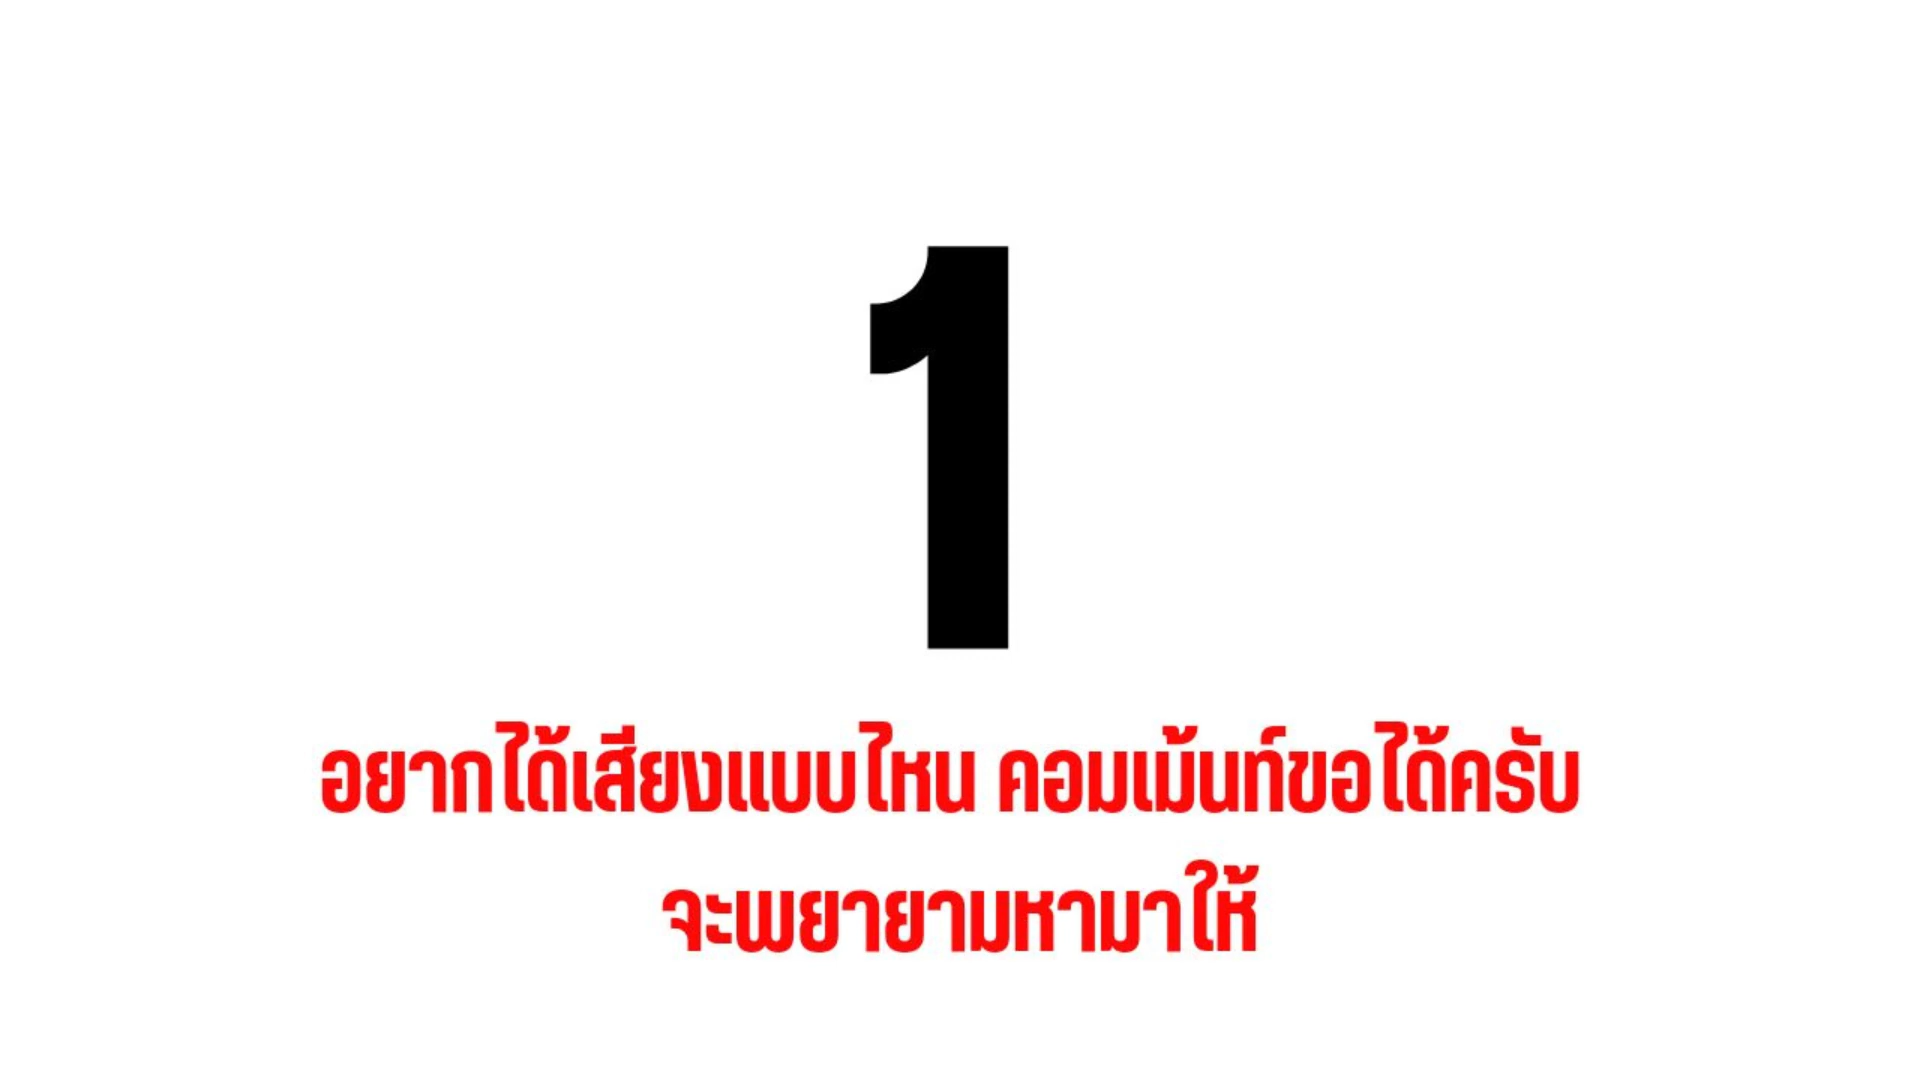 1
อยากได้เสียงแบบไหน คอมเม้นท์ขอได้ครับ
จะพยายามหามาให้